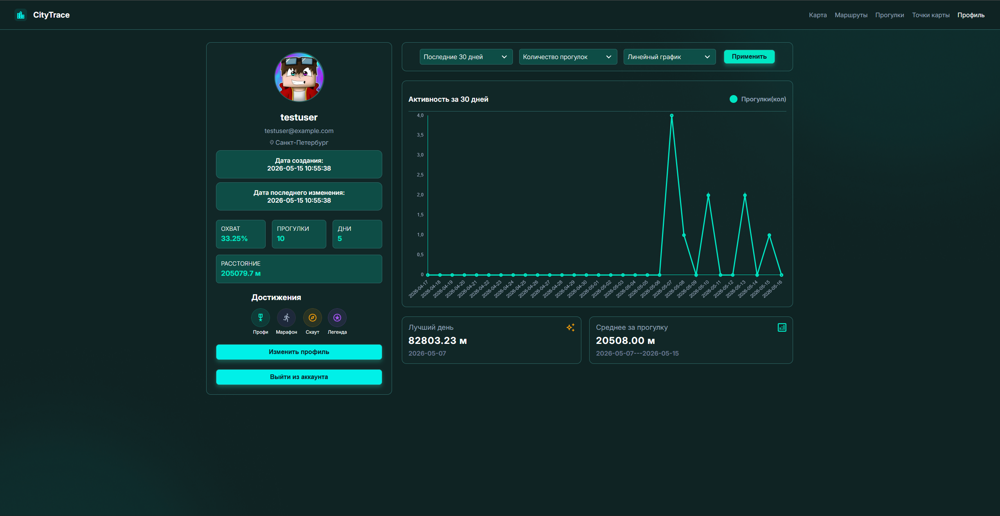 CityTrace
Карта Маршруты Прогулки Точки карты Профиль
testuser
testuser@example.com
Санкт-Петербург
Дата создания:
2026-05-15 10:55:38
Дата последнего изменения:
2026-05-15 10:55:38
ОХВАТ
33.25%
ПРОГУЛКИ
10
ДНИ
5
РАССТОЯНИЕ
205079.7 м
Достижения
Профи Марафон Скаут Легенда
Изменить профиль
Выйти из аккаунта
Последние 30 дней Количество прогулок Линейный график Применить
Активность за 30 дней
Прогулки(кол)
4,0
3,5
3,0
2,5
2,0
1,5
1,0
0,5
0
2026-04-17
2026-04-18
2026-04-19
2026-04-20
2026-04-21
2026-04-22
2026-04-23
2026-04-24
2026-04-25
2026-04-26
2026-04-27
2026-04-28
2026-04-29
2026-04-30
2026-05-01
2026-05-02
2026-05-03
2026-05-04
2026-05-05
2026-05-06
2026-05-07
2026-05-08
2026-05-09
2026-05-10
2026-05-11
2026-05-12
2026-05-13
2026-05-14
2026-05-15
2026-05-16
Лучший день
82803.23 м
2026-05-07
Среднее за прогулку
20508.00 м
2026-05-07---2026-05-15